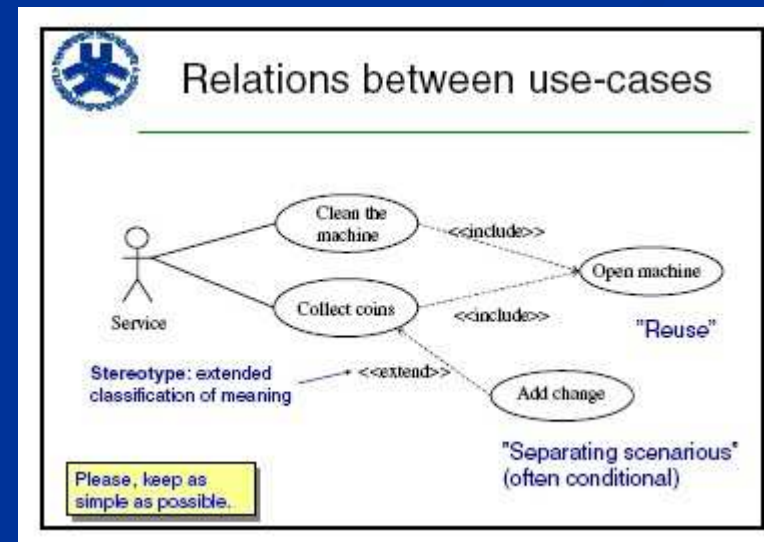 Relations between use-cases
Clean the
machine
<<include>>
Open machine
Collect coins
<<include>>
"Reuse"
Service
Stereotype: extended
classification of meaning
<<extend>>
Add change
"Separating scenarious"
(often conditional)
Please, keep as
simple as possible.